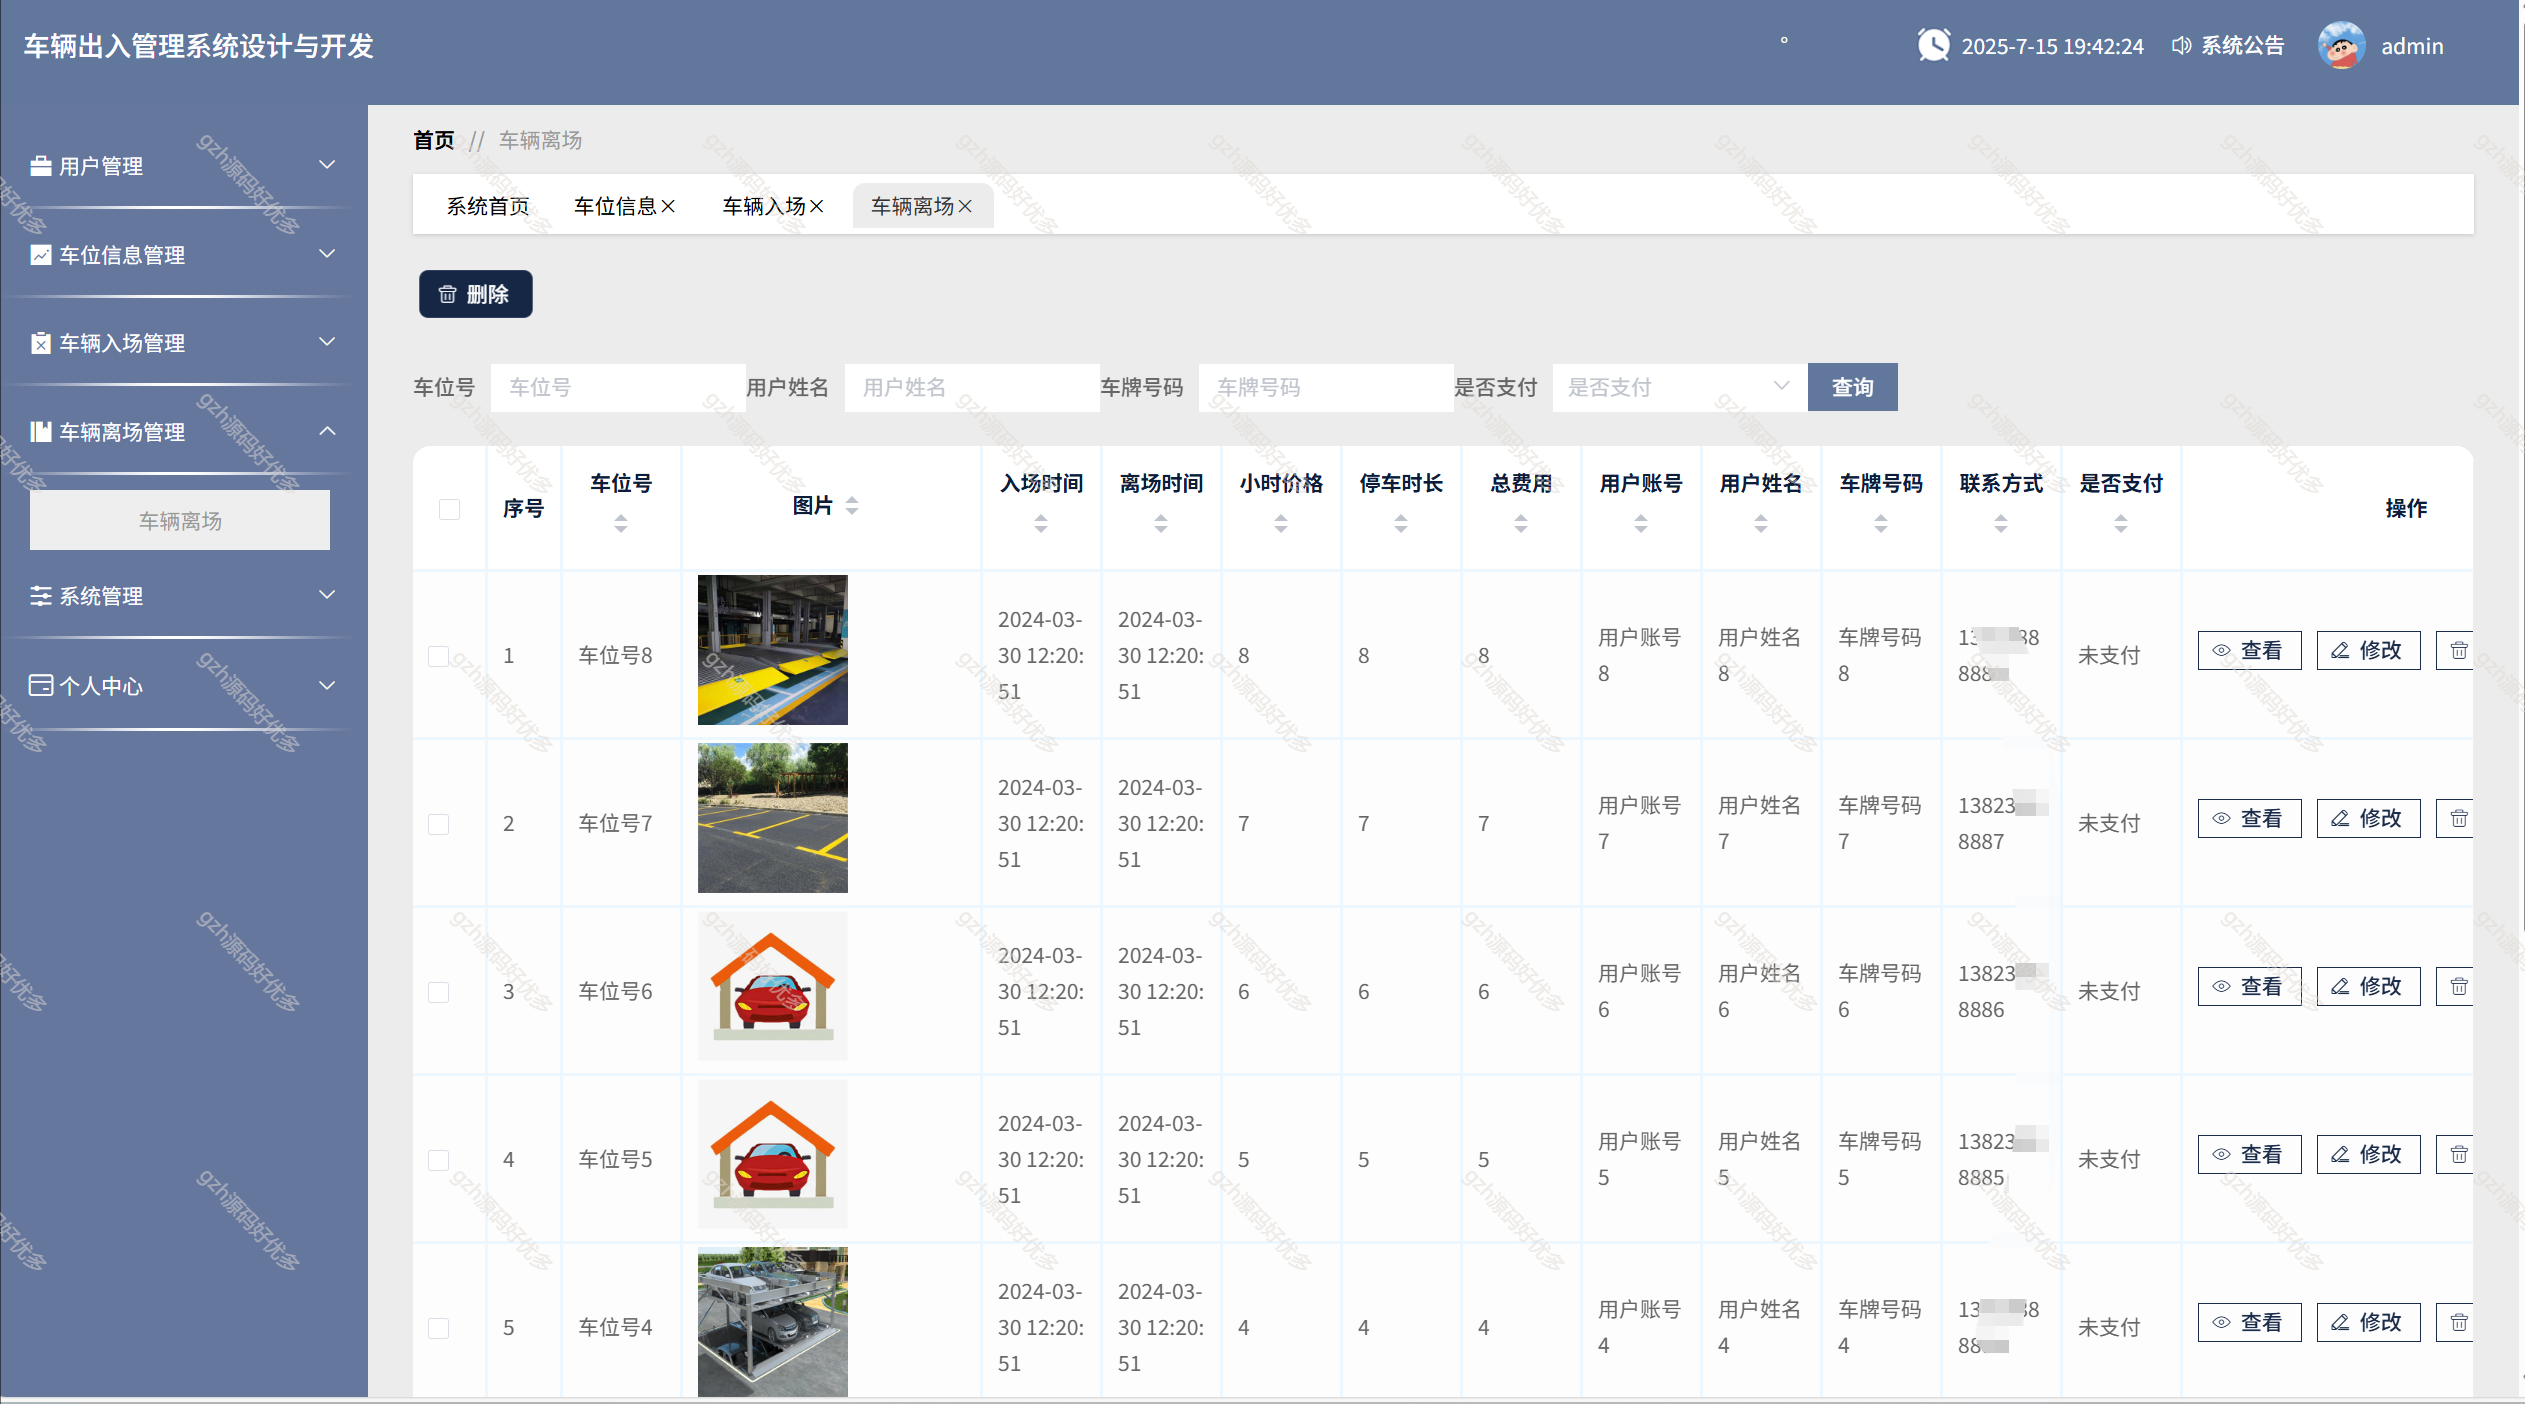 车辆出入管理系统设计与开发
2025-7-15 19:42:24 系统公告 admin
用户管理
车位信息管理
车辆入场管理
车辆离场管理
车辆离场
系统管理
个人中心
首页 // 车辆离场
系统首页 车位信息 车辆入场 车辆离场
删除
车位号 车位号 用户姓名 用户姓名 车牌号码 车牌号码 是否支付 是否支付 查询
序号 车位号 图片 入场时间 离场时间 小时价格 停车时长 总费用 用户账号 用户姓名 车牌号码 联系方式 是否支付 操作
1 车位号8 2024-03-30 12:20:51 2024-03-30 12:20:51 8 8 8 用户账号8 用户姓名8 车牌号码8 未支付 查看 修改
2 车位号7 2024-03-30 12:20:51 2024-03-30 12:20:51 7 7 7 用户账号7 用户姓名7 车牌号码7 13823 8887 未支付 查看 修改
3 车位号6 2024-03-30 12:20:51 2024-03-30 12:20:51 6 6 6 用户账号6 用户姓名6 车牌号码6 13823 8886 未支付 查看 修改
4 车位号5 2024-03-30 12:20:51 2024-03-30 12:20:51 5 5 5 用户账号5 用户姓名5 车牌号码5 13823 8885 未支付 查看 修改
5 车位号4 2024-03-30 12:20:51 2024-03-30 12:20:51 4 4 4 用户账号4 用户姓名4 车牌号码4 未支付 查看 修改
gzh源码好优多